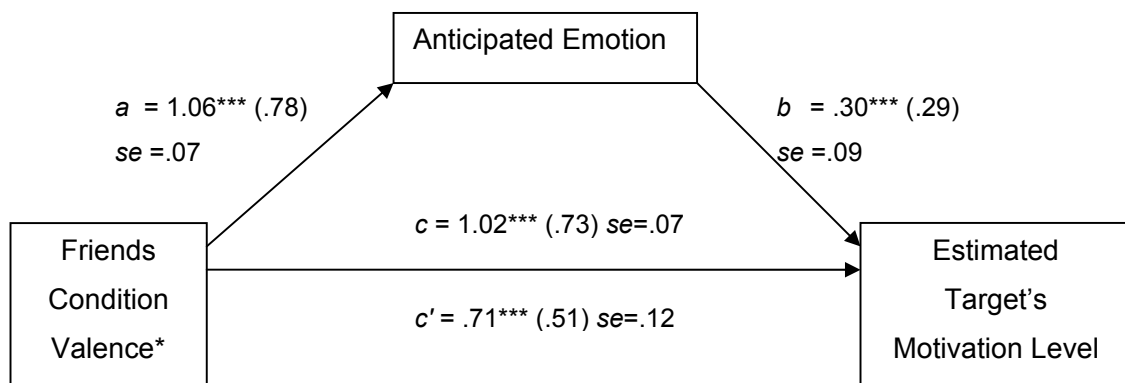 Anticipated Emotion
a = 1.06*** (.78)
se =.07
b = .30*** (.29)
se =.09
c = 1.02*** (.73) se=.07
c' = .71*** (.51) se=.12
Friends
Condition
Valence*
Estimated
Target’s
Motivation Level